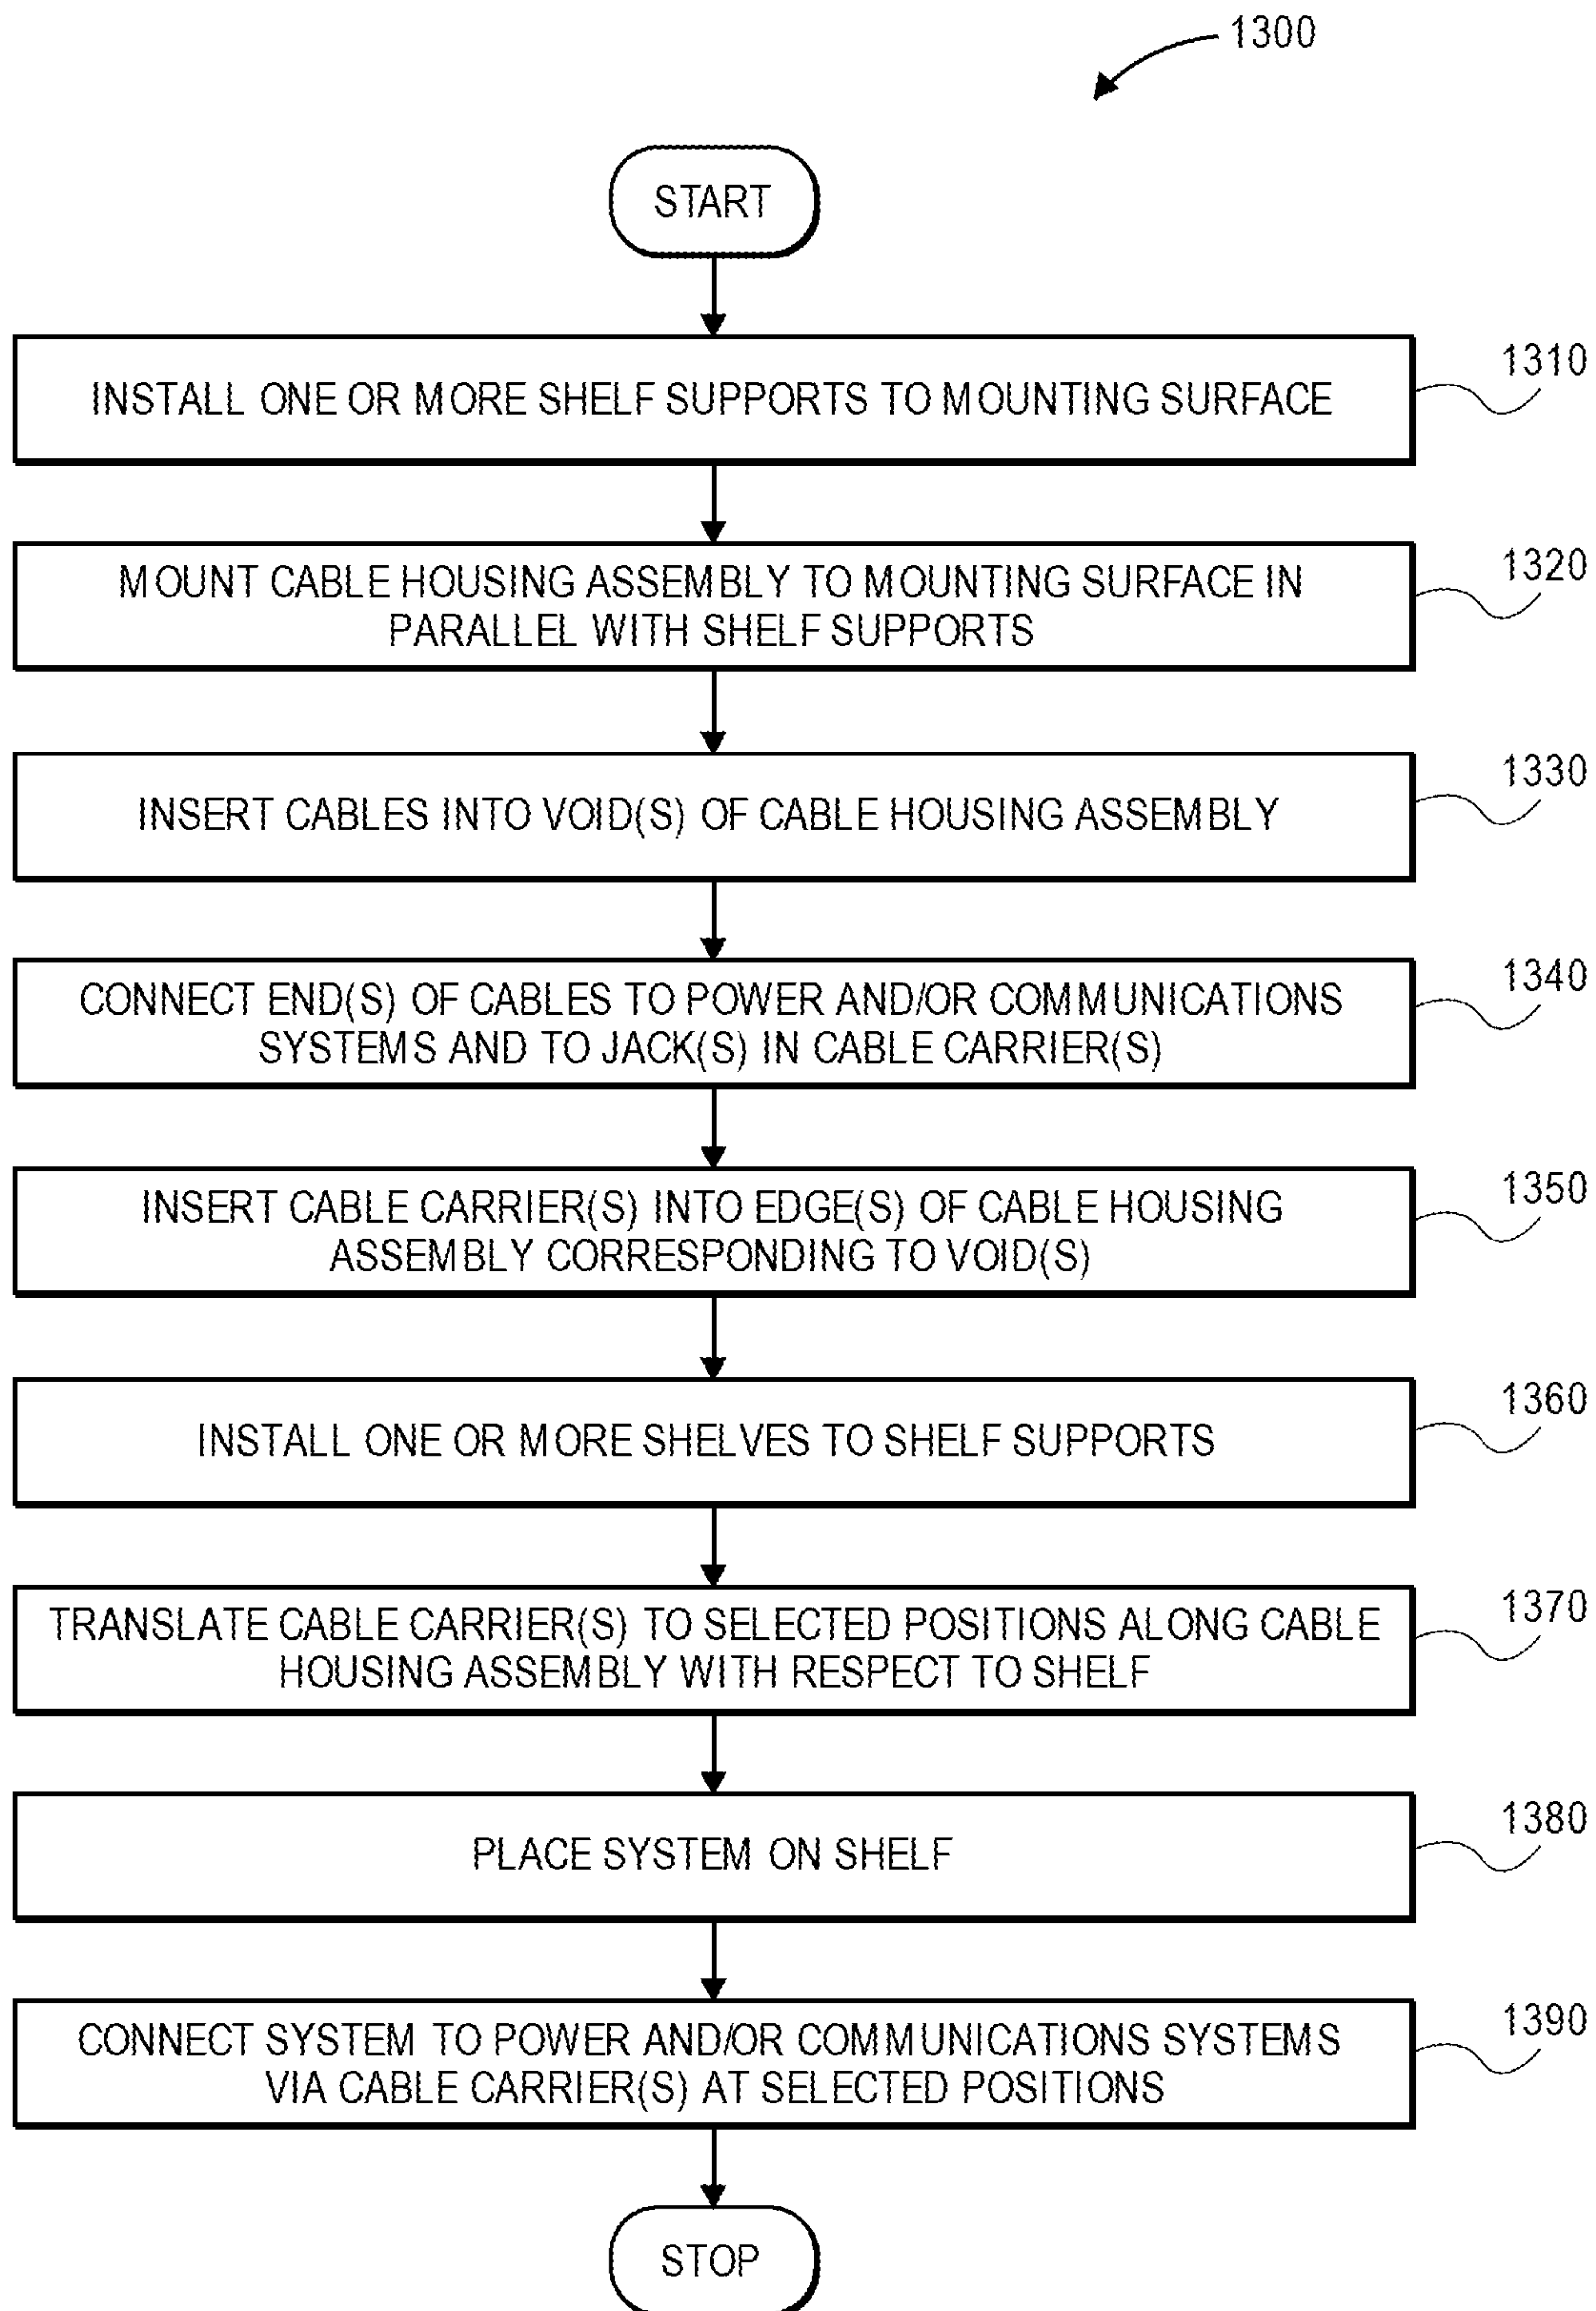 1300
START
INSTALL ONE OR MORE SHELF SUPPORTS TO MOUNTING SURFACE
1310
MOUNT CABLE HOUSING ASSEMBLY TO MOUNTING SURFACE IN
PARALLEL WITH SHELF SUPPORTS
1320
INSERT CABLES INTO VOID(S) OF CABLE HOUSING ASSEMBLY
1330
CONNECT END(S) OF CABLES TO POWER AND/OR COMMUNICATIONS
SYSTEMS AND TO JACK(S) IN CABLE CARRIER(S)
1340
INSERT CABLE CARRIER(S) INTO EDGE(S) OF CABLE HOUSING
ASSEMBLY CORRESPONDING TO VOID(S)
1350
INSTALL ONE OR MORE SHELVES TO SHELF SUPPORTS
1360
TRANSLATE CABLE CARRIER(S) TO SELECTED POSITIONS ALONG CABLE
HOUSING ASSEMBLY WITH RESPECT TO SHELF
1370
PLACE SYSTEM ON SHELF
1380
CONNECT SYSTEM TO POWER AND/OR COMMUNICATIONS SYSTEMS
VIA CABLE CARRIER(S) AT SELECTED POSITIONS
1390
STOP